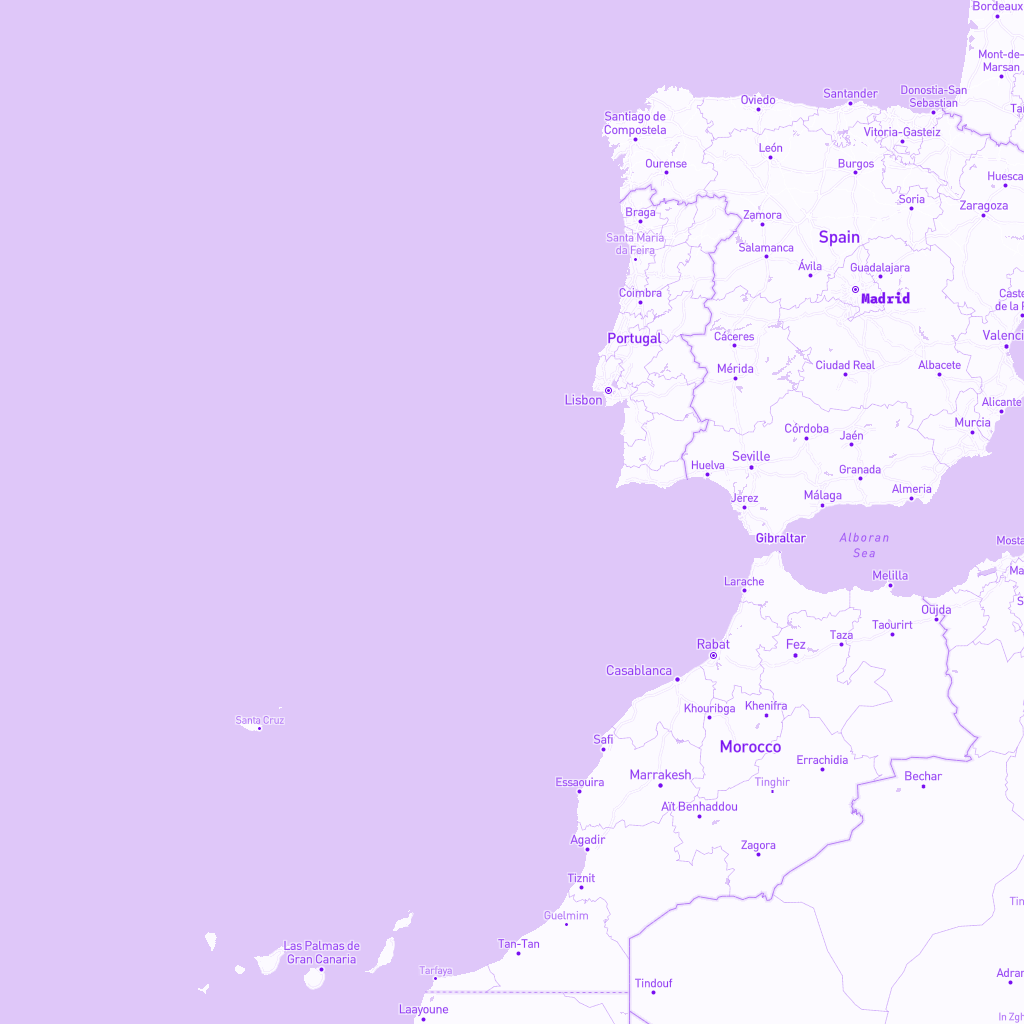 Bordeaux
Mont-de-
Marsan
Donostia-San
Sebastian
Santander
Oviedo
Santiago de
Compostela
Vitoria-Gasteiz
León
Burgos
Ourense
Huesca
Soria
Zaragoza
Braga
Zamora
Santa Maria
da Feira
Spain
Salamanca
Ávila
Guadalajara
Coimbra
Madrid
Caste
de la P
Portugal
Cáceres
Valenci
Mérida
Ciudad Real
Albacete
Lisbon
Alicante
Murcia
Córdoba
Jaén
Seville
Huelva
Granada
Almeria
Jerez
Málaga
Gibraltar
Alboran
Sea
Mosta
Ma
Melilla
Larache
Oujda
Taourirt
Taza
Rabat
Fez
Casablanca
Khouribga
Khenifra
Santa Cruz
Safi
Morocco
Errachidia
Essaouira
Marrakesh
Tinghir
Bechar
Aït Benhaddou
Agadir
Zagora
Tiznit
Guelmim
Tin
Las Palmas de
Gran Canaria
Tan-Tan
Tarfaya
Tindouf
Adrar
Laayoune
In Zgh